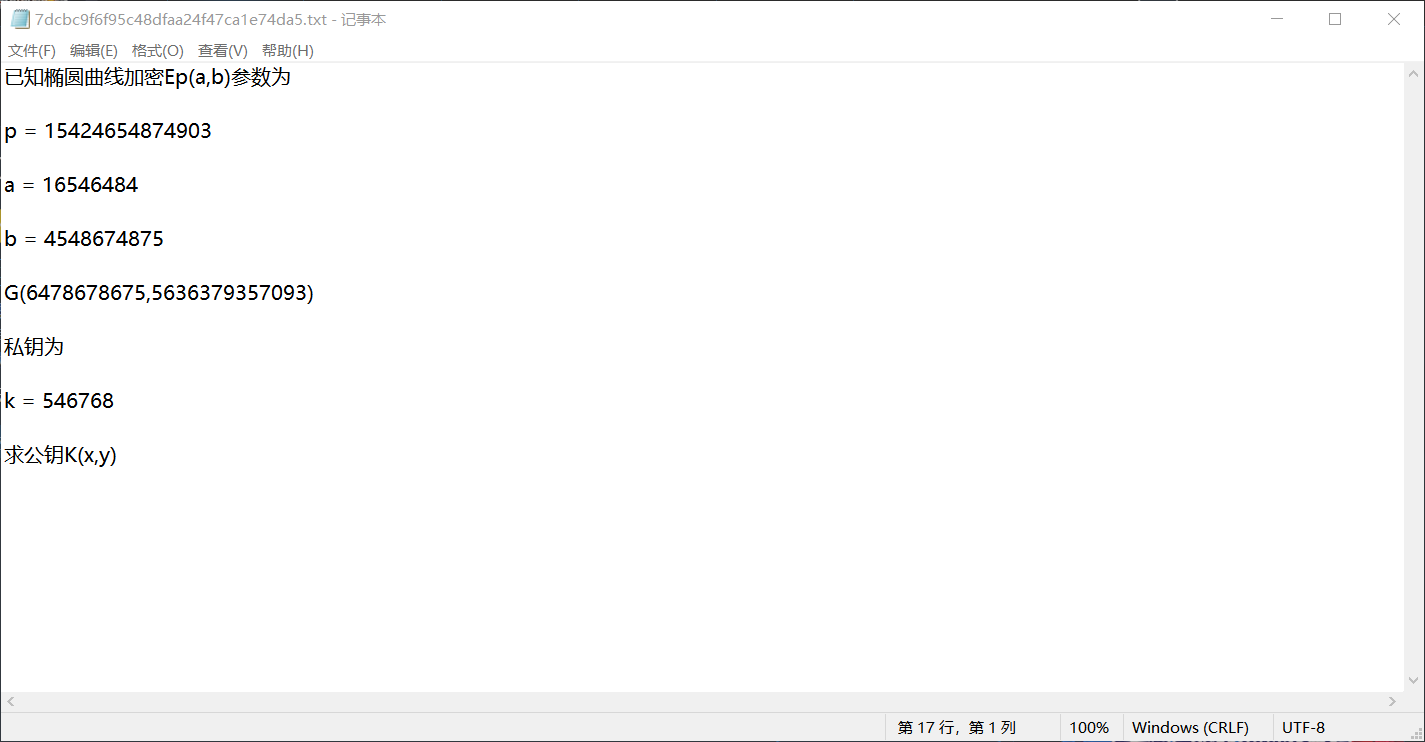 7dcbc9f6f95c48dfaa24f47ca1e74da5.txt - 记事本
文件(F) 编辑(E) 格式(O) 查看(V) 帮助(H)
已知椭圆曲线加密Ep(a,b)参数为
p = 15424654874903
a = 16546484
b = 4548674875
G(6478678675,5636379357093)
私钥为
k = 546768
求公钥K(x,y)
第 17 行，第 1 列 100% Windows (CRLF) UTF-8